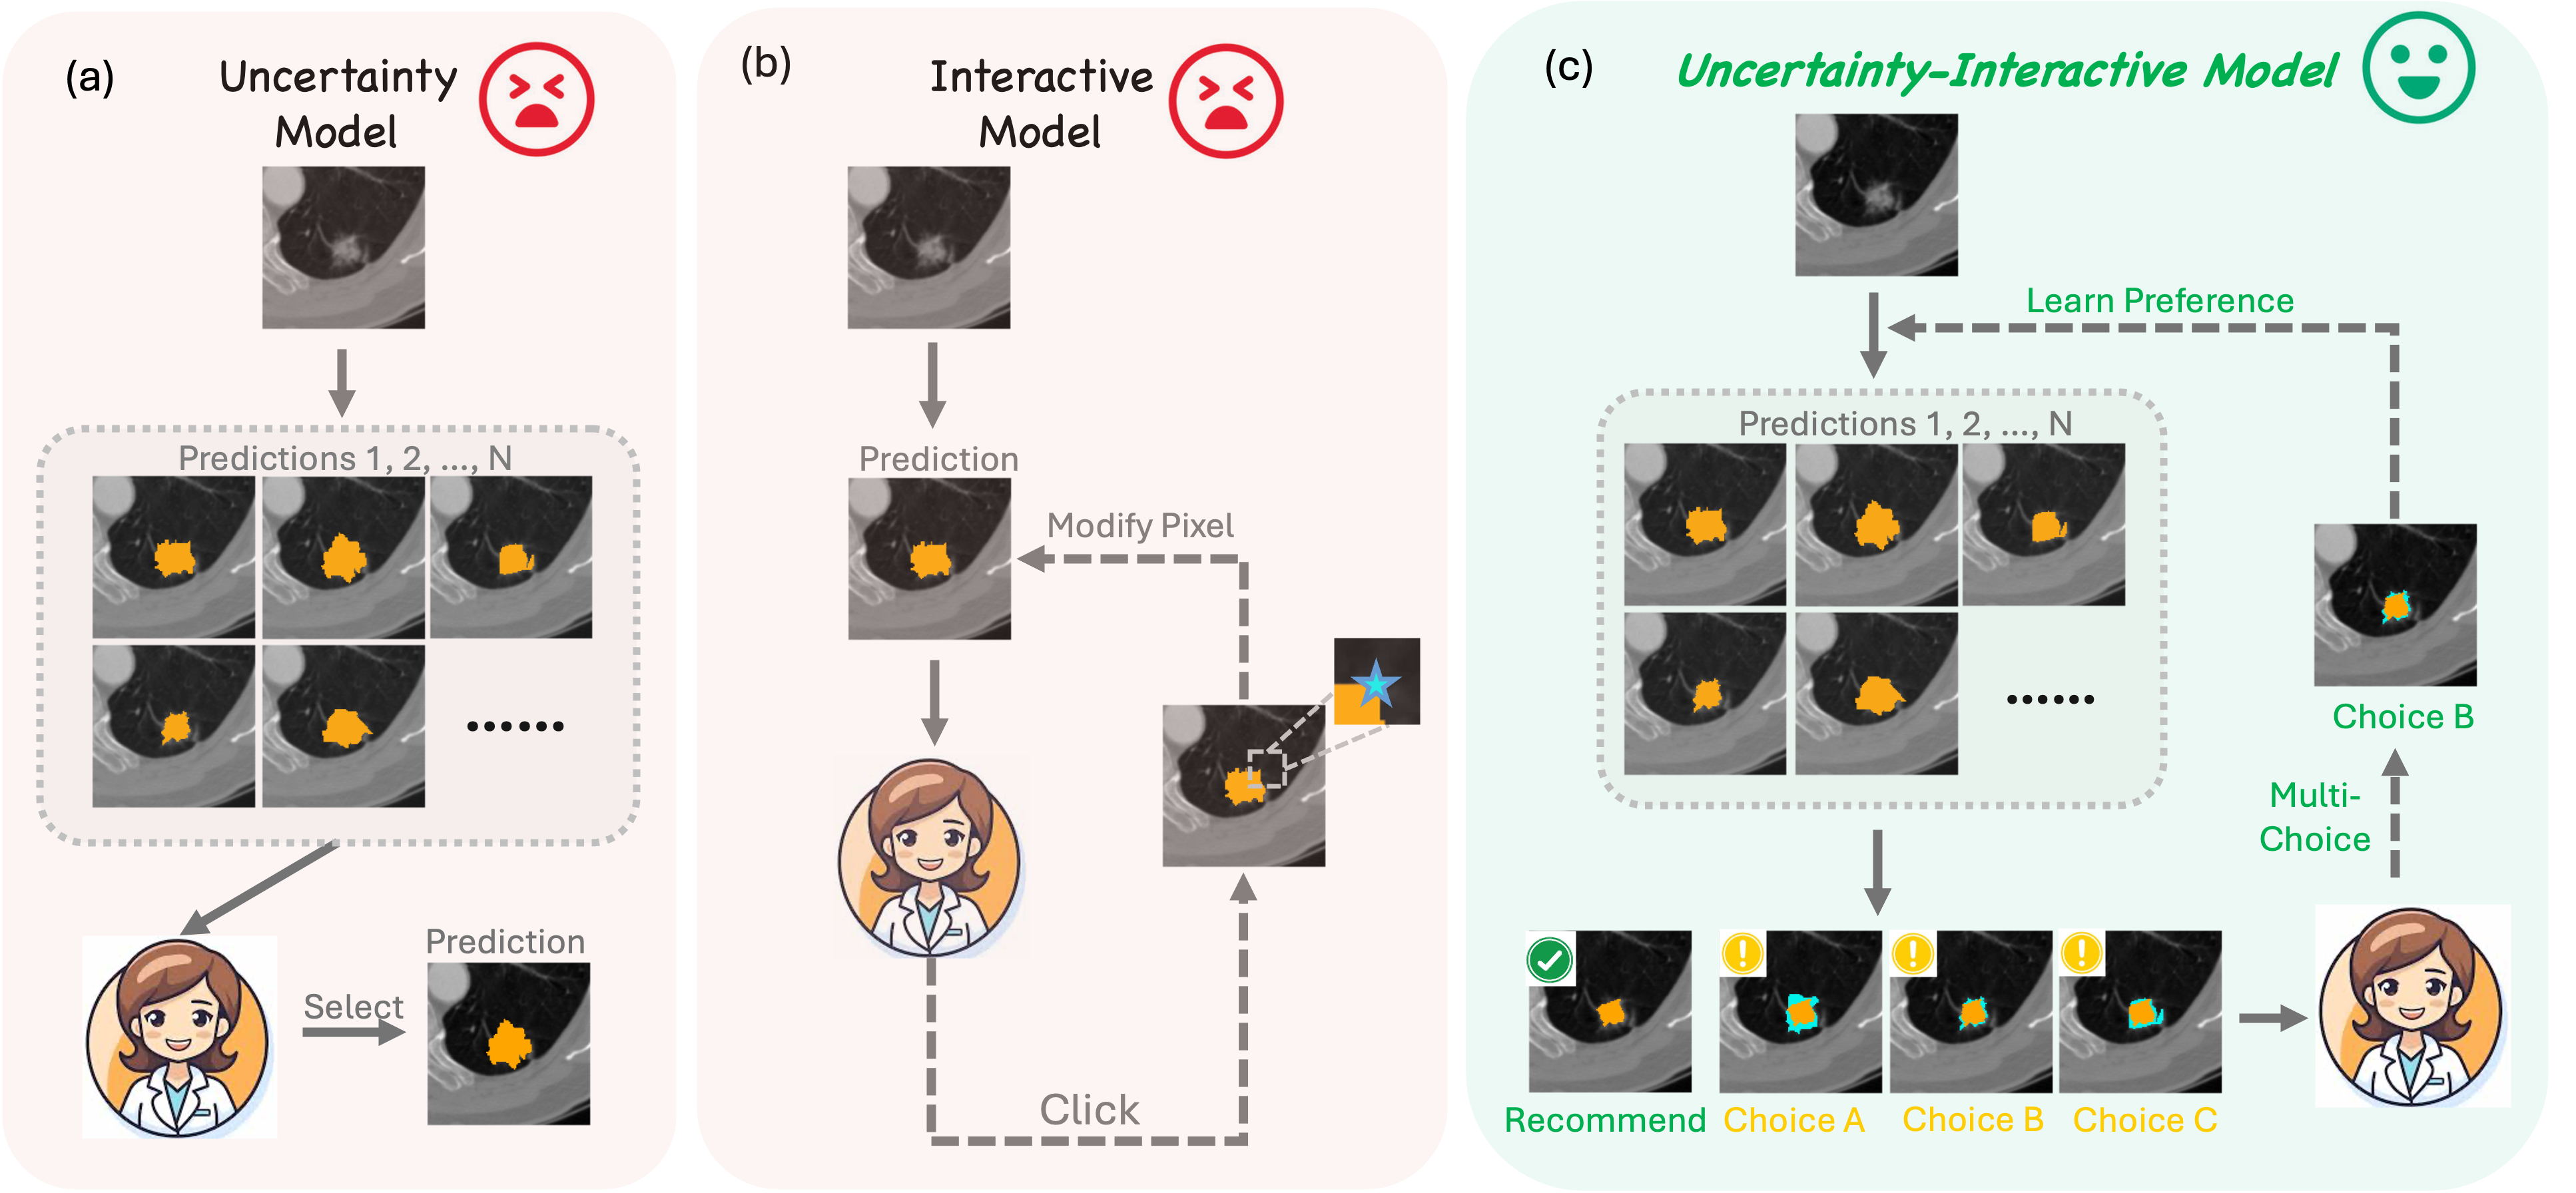 (a)
Uncertainty
Model
Predictions 1, 2, ..., N
......
Select
Prediction
(b)
Interactive
Model
Prediction
Modify Pixel
Click
(c)
Uncertainty-Interactive Model
Learn Preference
Predictions 1, 2, ..., N
......
Choice B
Multi-
Choice
Recommend
Choice A
Choice B
Choice C